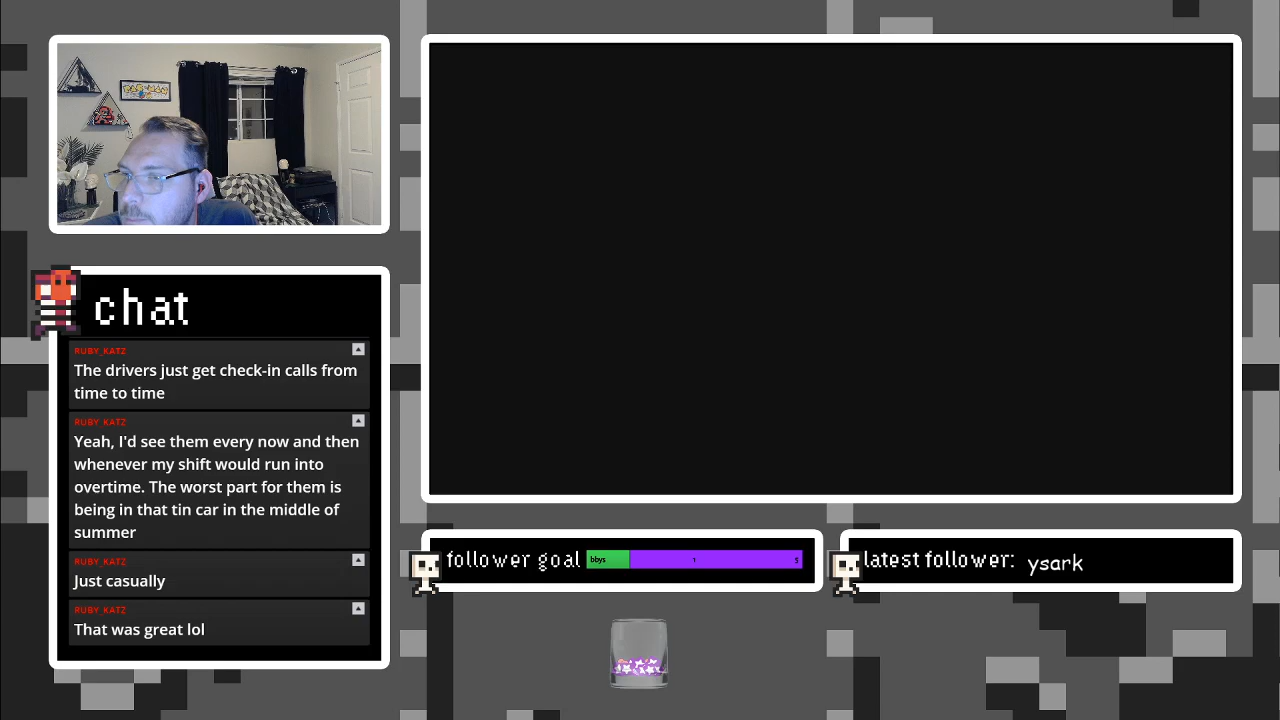 chat
RUBY_KATZ
The drivers just get check-in calls from
time to time
RUBY_KATZ
Yeah, I'd see them every now and then
whenever my shift would run into
overtime. The worst part for them is
being in that tin car in the middle of
summer
RUBY_KATZ
Just casually
RUBY_KATZ
That was great lol
follower goal
bbys
1
5
latest follower:
ysark